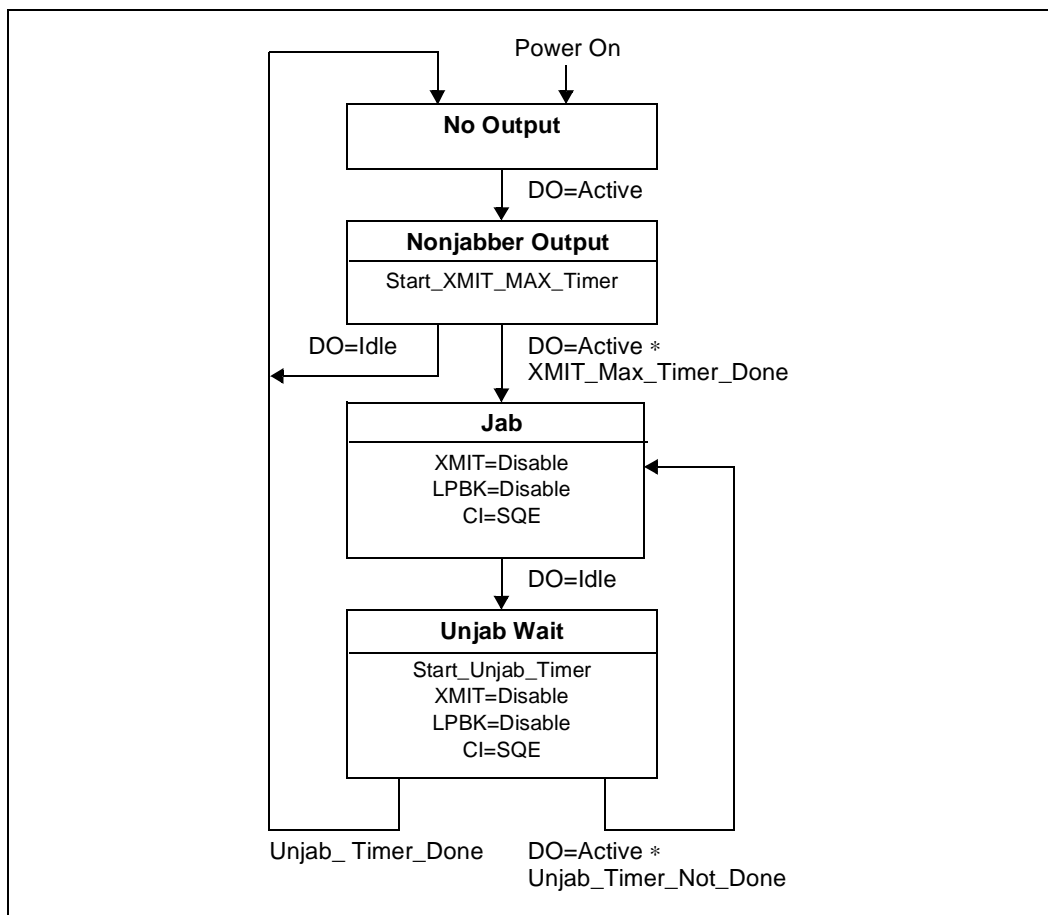 Power On
No Output
DO=Active
Nonjabber Output
Start_XMIT_MAX_Timer
DO=Idle
DO=Active *
XMIT_Max_Timer_Done
Jab
XMIT=Disable
LPBK=Disable
CI=SQE
DO=Idle
Unjab Wait
Start_Unjab_Timer
XMIT=Disable
LPBK=Disable
CI=SQE
Unjab_ Timer_Done
DO=Active *
Unjab_Timer_Not_Done